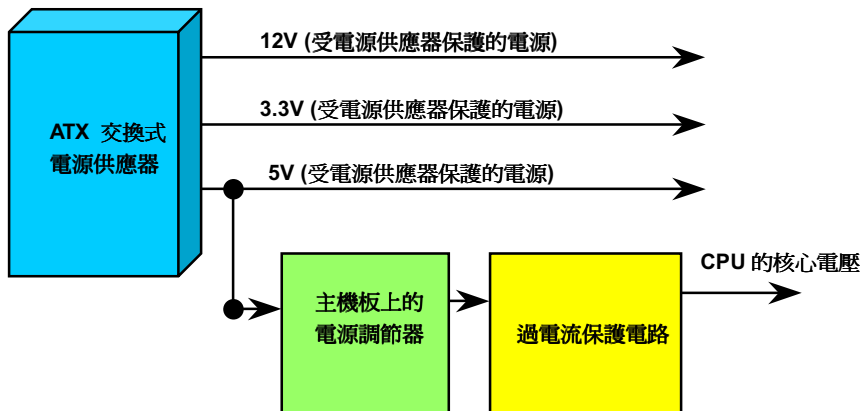 12V (受電源供應器保護的電源)
3.3V (受電源供應器保護的電源)
ATX 交換式
電源供應器
5V (受電源供應器保護的電源)
CPU 的核心電壓
主機板上的
電源調節器
過電流保護電路